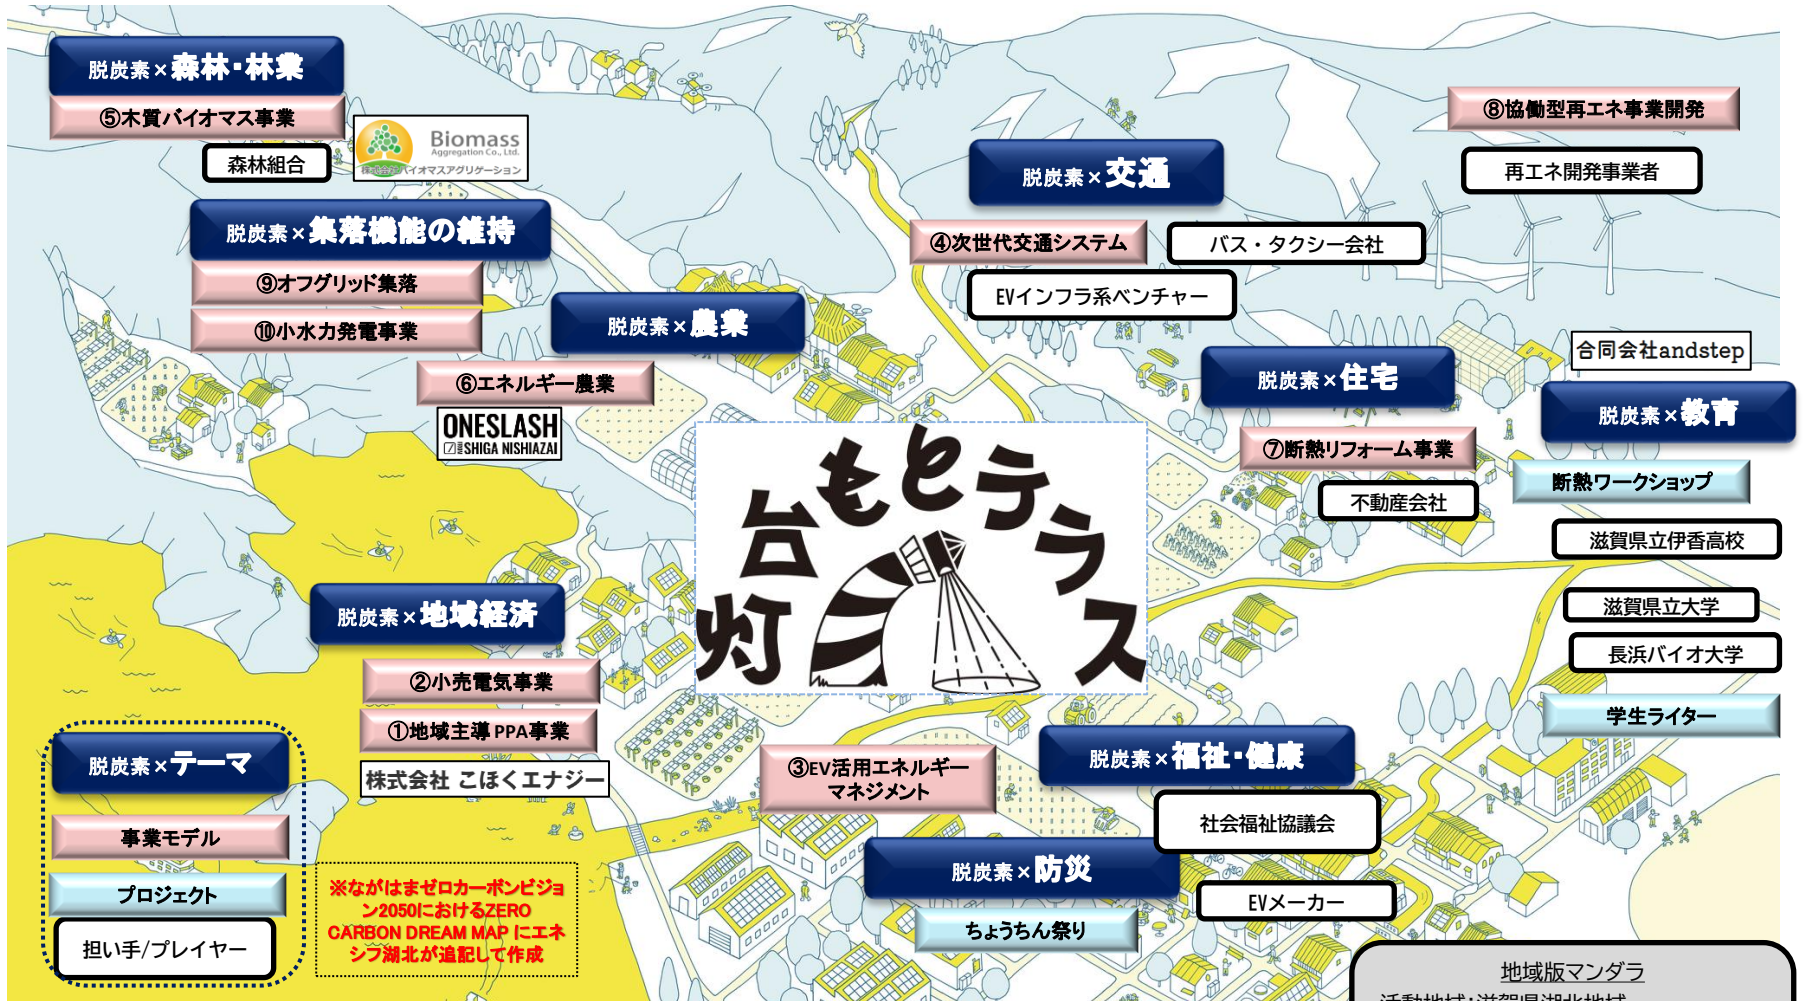 脱炭素×森林・林業
⑤木質バイオマス事業
森林組合
Biomass
Aggregation Co., Ltd.
株式会社バイオマスアグリゲーション
脱炭素×集落機能の維持
⑨オフグリッド集落
⑩小水力発電事業
脱炭素×農業
⑥エネルギー農業
ONESLASH
SHIGA NISHIAZAI
脱炭素×交通
④次世代交通システム
バス・タクシー会社
EVインフラ系ベンチャー
⑧協働型再エネ事業開発
再エネ開発事業者
脱炭素×住宅
⑦断熱リフォーム事業
不動産会社
合同会社andstep
脱炭素×教育
断熱ワークショップ
滋賀県立伊香高校
滋賀県立大学
長浜バイオ大学
学生ライター
灯台もとテラス
脱炭素×地域経済
②小売電気事業
①地域主導PPA事業
株式会社 こほくエナジー
③EV活用エネルギー
マネジメント
脱炭素×福祉・健康
社会福祉協議会
脱炭素×防災
EVメーカー
ちょうちん祭り
脱炭素×テーマ
事業モデル
プロジェクト
担い手/プレイヤー
※ながはまゼロカーボンビジョ
ン2050におけるZERO
CARBON DREAM MAP にエネ
シフ湖北が追記して作成
地域版マンダラ
活動地域:滋賀県湖北地域